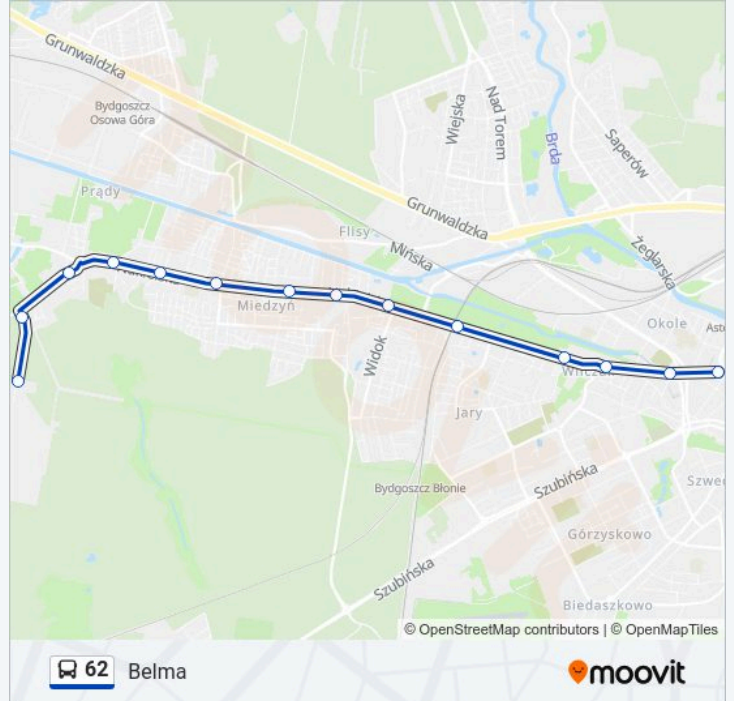 Grunwaldzka
Bydgoszcz
Osowa Góra
Wiejska
Nad Torem
Brda
Saperów
Prądy
Grunwaldzka
Flisy
Mińska
Żeglarska
Miedzyń
Okole
Widok
Jary
Bydgoszcz Błonie
Szubińska
Górzyskowo
Szubińska
Biedaszkowo
© OpenStreetMap contributors | © OpenMapTiles
62 Belma
moovit